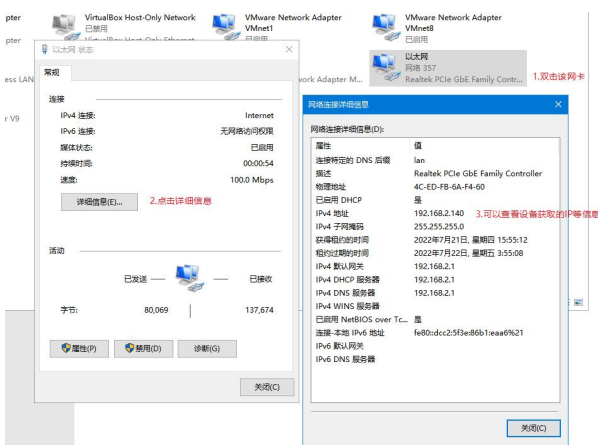 pter
VirtualBox Host-Only Network
已禁用
VMware Network Adapter
VMnet1
已启用
VMware Network Adapter
VMnet8
已启用
pter
VirtualBox Host-Only Ethernet
以太网
网络 357
Realtek PCIe GbE Family Contr...
1.双击该网卡
ess LAN
work Adapter M...
r V9
以太网 状态
常规
连接
IPv4 连接: Internet
IPv6 连接: 无网络访问权限
媒体状态: 已启用
持续时间: 00:00:54
速度: 100.0 Mbps
详细信息(E)...
2.点击详细信息
活动
已发送 — — 已接收
字节: 80,069 137,674
属性(P)
禁用(D)
诊断(G)
关闭(C)
网络连接详细信息
网络连接详细信息(D):
属性 值
连接特定的 DNS 后缀 lan
描述 Realtek PCIe GbE Family Controller
物理地址 4C-ED-FB-6A-F4-60
已启用 DHCP 是
IPv4 地址 192.168.2.140
3.可以查看设备获取的IP等信息
IPv4 子网掩码 255.255.255.0
获得租约的时间 2022年7月21日, 星期四 15:55:12
租约过期的时间 2022年7月22日, 星期五 3:55:08
IPv4 默认网关 192.168.2.1
IPv4 DHCP 服务器 192.168.2.1
IPv4 DNS 服务器 192.168.2.1
IPv4 WINS 服务器
已启用 NetBIOS over Tc... 是
连接-本地 IPv6 地址 fe80::dcc2:5f3e:86b1:eaa6%21
IPv6 默认网关
IPv6 DNS 服务器
关闭(C)